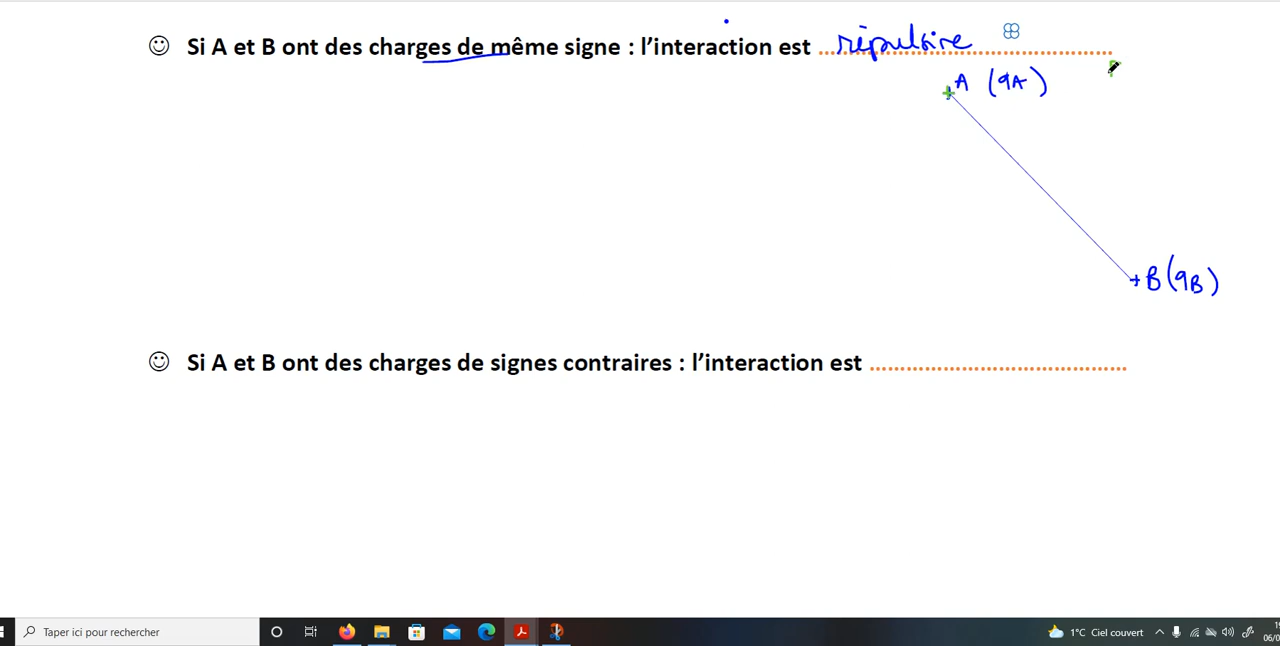 Si A et B ont des charges de même signe : l'interaction est répulsive
A (qA)
B (qB)
Si A et B ont des charges de signes contraires : l'interaction est ..........................................
Taper ici pour rechercher
1°C Ciel couvert